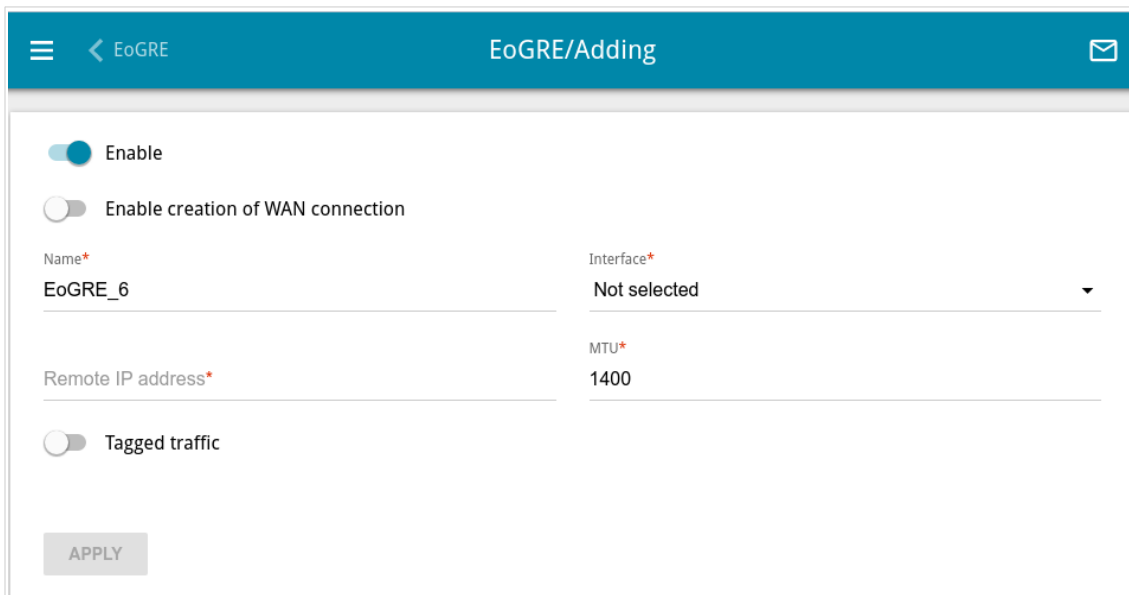 EoGRE
EoGRE/Adding
Enable
Enable creation of WAN connection
Name*
Interface*
EoGRE_6
Not selected
MTU*
Remote IP address*
1400
Tagged traffic
APPLY